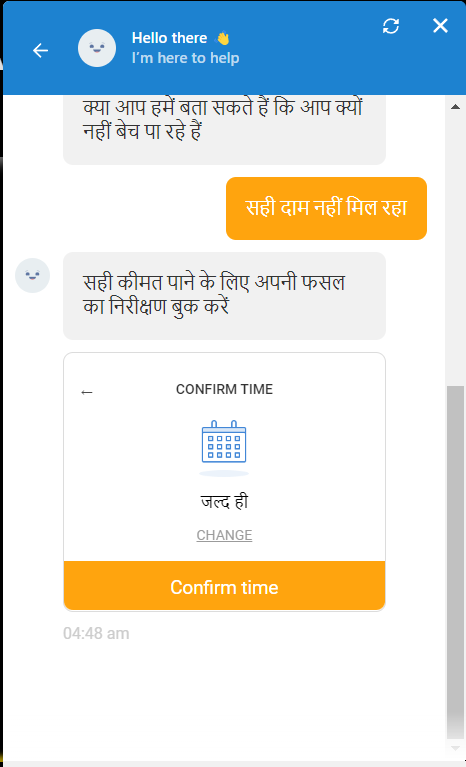 Hello there 👋
I'm here to help
क्या आप हमें बता सकते हैं कि आप क्यों
नहीं बेच पा रहे हैं
सही दाम नहीं मिल रहा
सही कीमत पाने के लिए अपनी फसल
का निरीक्षण बुक करें
← CONFIRM TIME
जल्द ही
CHANGE
Confirm time
04:48 am